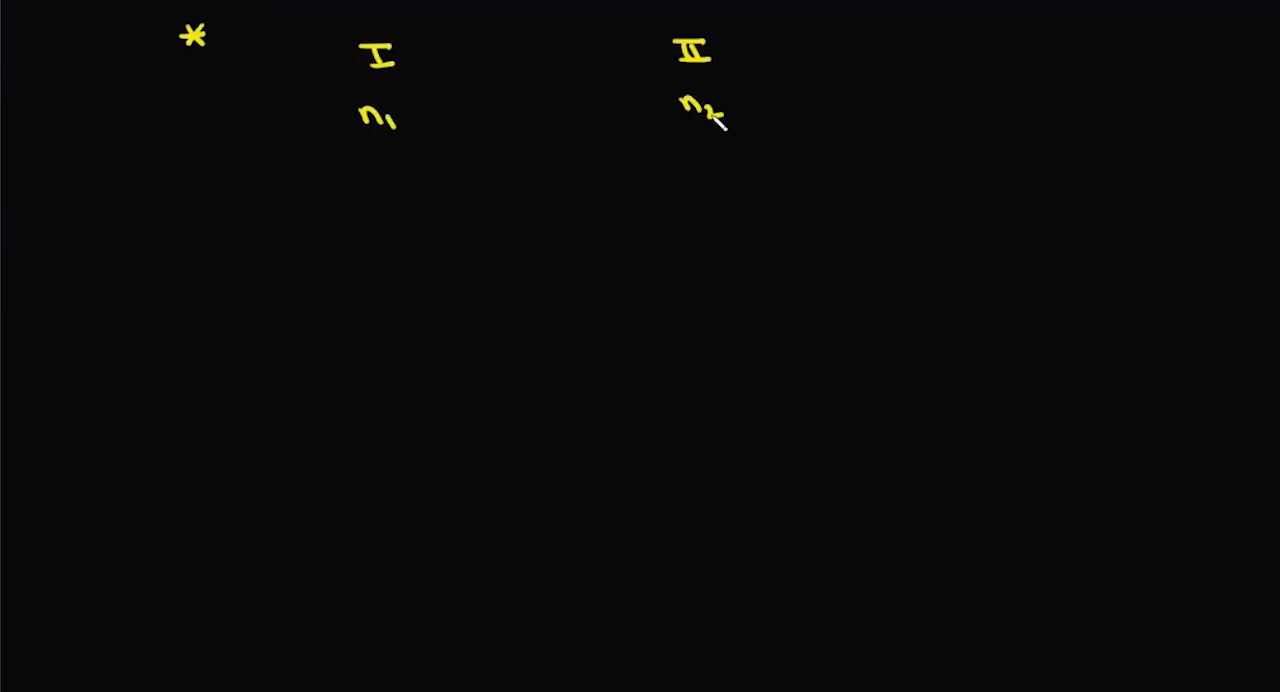 * I II
n₁ n₂